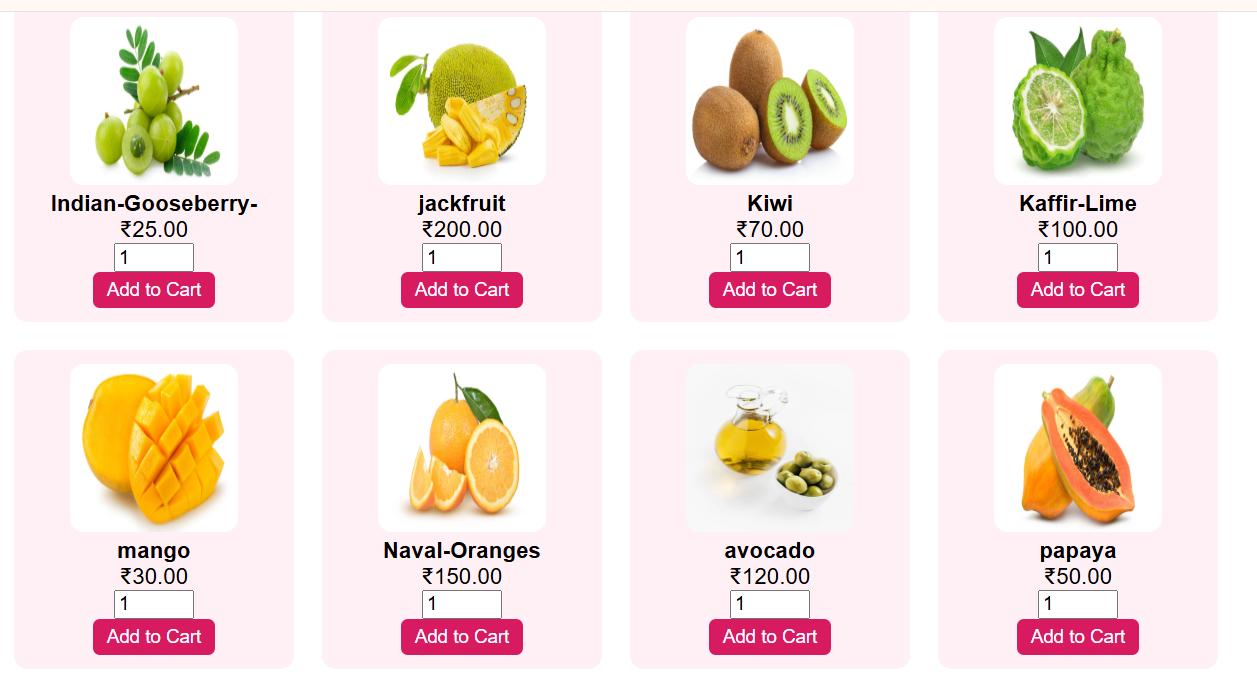 Indian-Gooseberry-
₹25.00
1
Add to Cart
jackfruit
₹200.00
1
Add to Cart
Kiwi
₹70.00
1
Add to Cart
Kaffir-Lime
₹100.00
1
Add to Cart
mango
₹30.00
1
Add to Cart
Naval-Oranges
₹150.00
1
Add to Cart
avocado
₹120.00
1
Add to Cart
papaya
₹50.00
1
Add to Cart